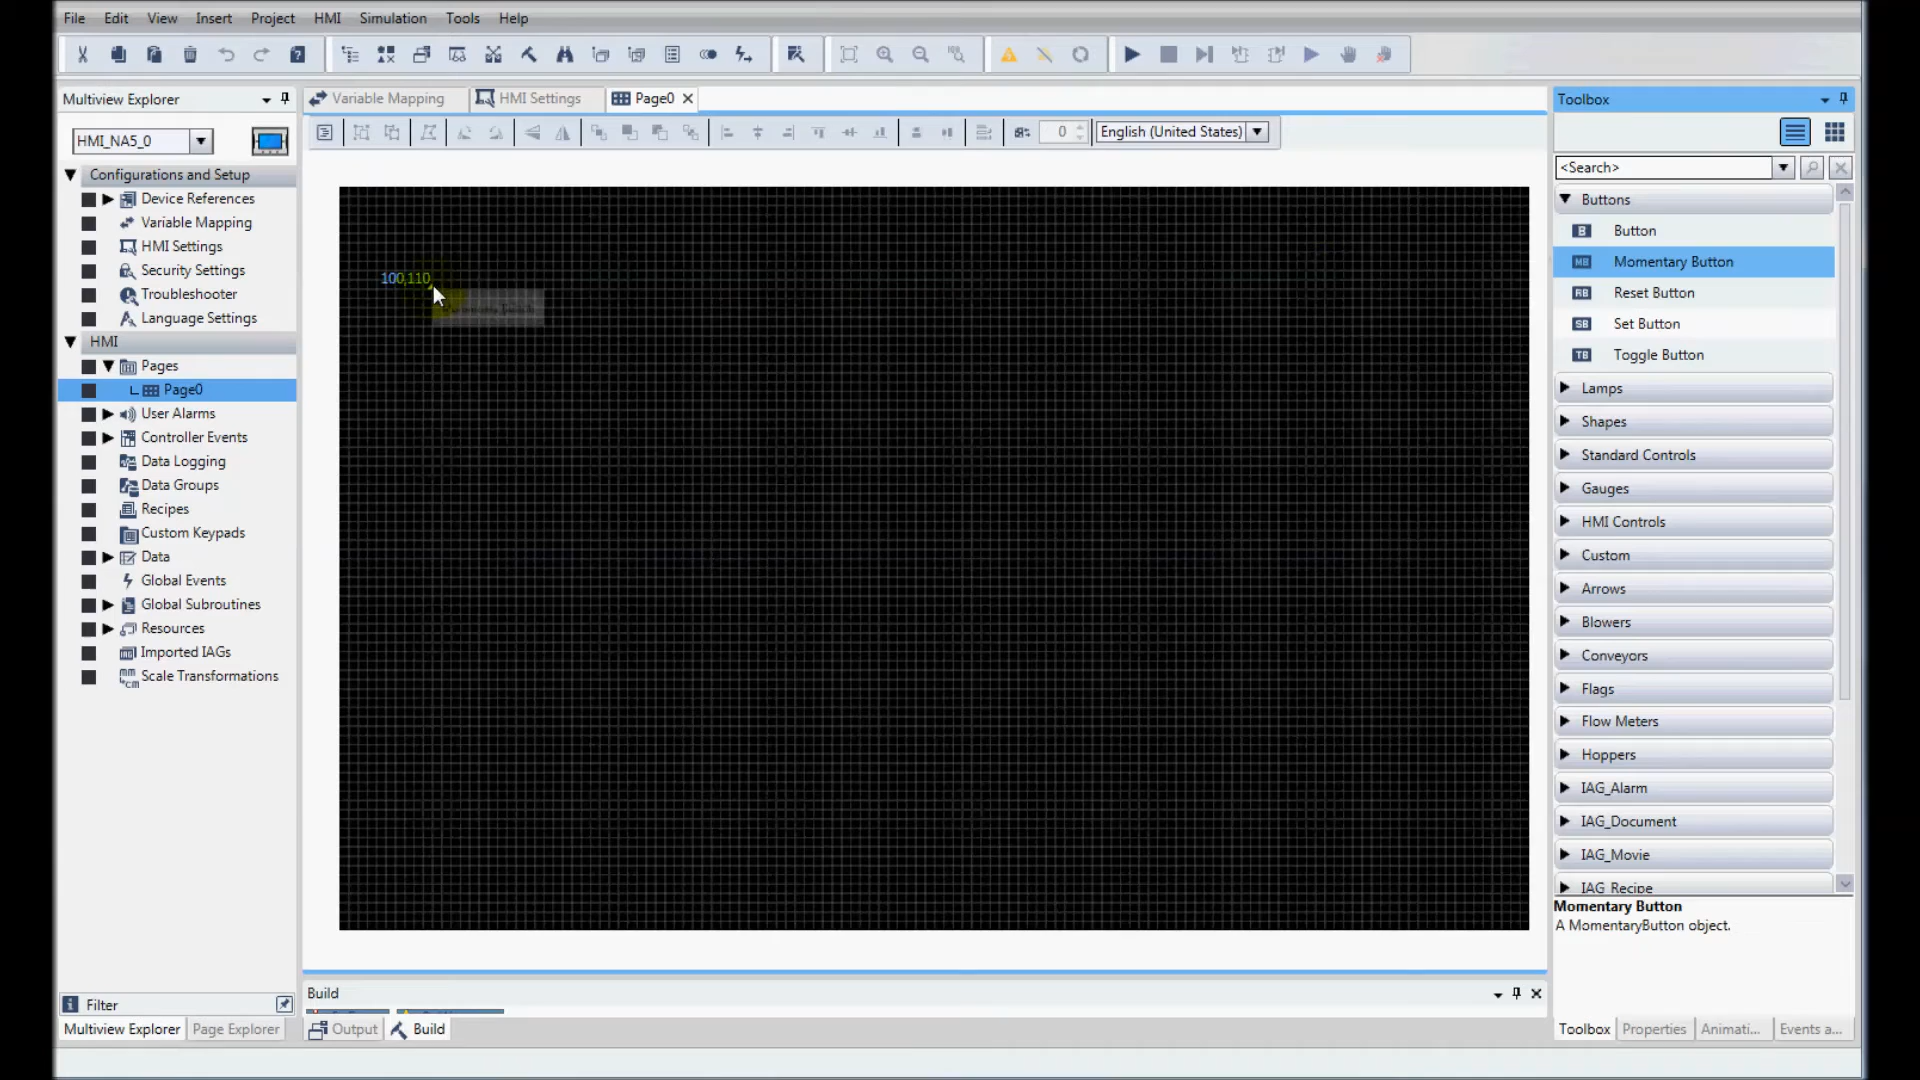 File Edit View Insert Project HMI Simulation Tools Help
Multiview Explorer
HMI_NA5_0
Configurations and Setup
Device References
Variable Mapping
HMI Settings
Security Settings
Troubleshooter
Language Settings
HMI
Pages
Page0
User Alarms
Controller Events
Data Logging
Data Groups
Recipes
Custom Keypads
Data
Global Events
Global Subroutines
Resources
Imported IAGs
Scale Transformations
Filter
Multiview Explorer Page Explorer
Variable Mapping HMI Settings Page0
0 English (United States)
100,110
Build
Output Build
Toolbox
<Search>
Buttons
B Button
MB Momentary Button
RB Reset Button
SB Set Button
TB Toggle Button
Lamps
Shapes
Standard Controls
Gauges
HMI Controls
Custom
Arrows
Blowers
Conveyors
Flags
Flow Meters
Hoppers
IAG_Alarm
IAG_Document
IAG_Movie
IAG_Recipe
Momentary Button
A MomentaryButton object.
Toolbox Properties Animati... Events a...